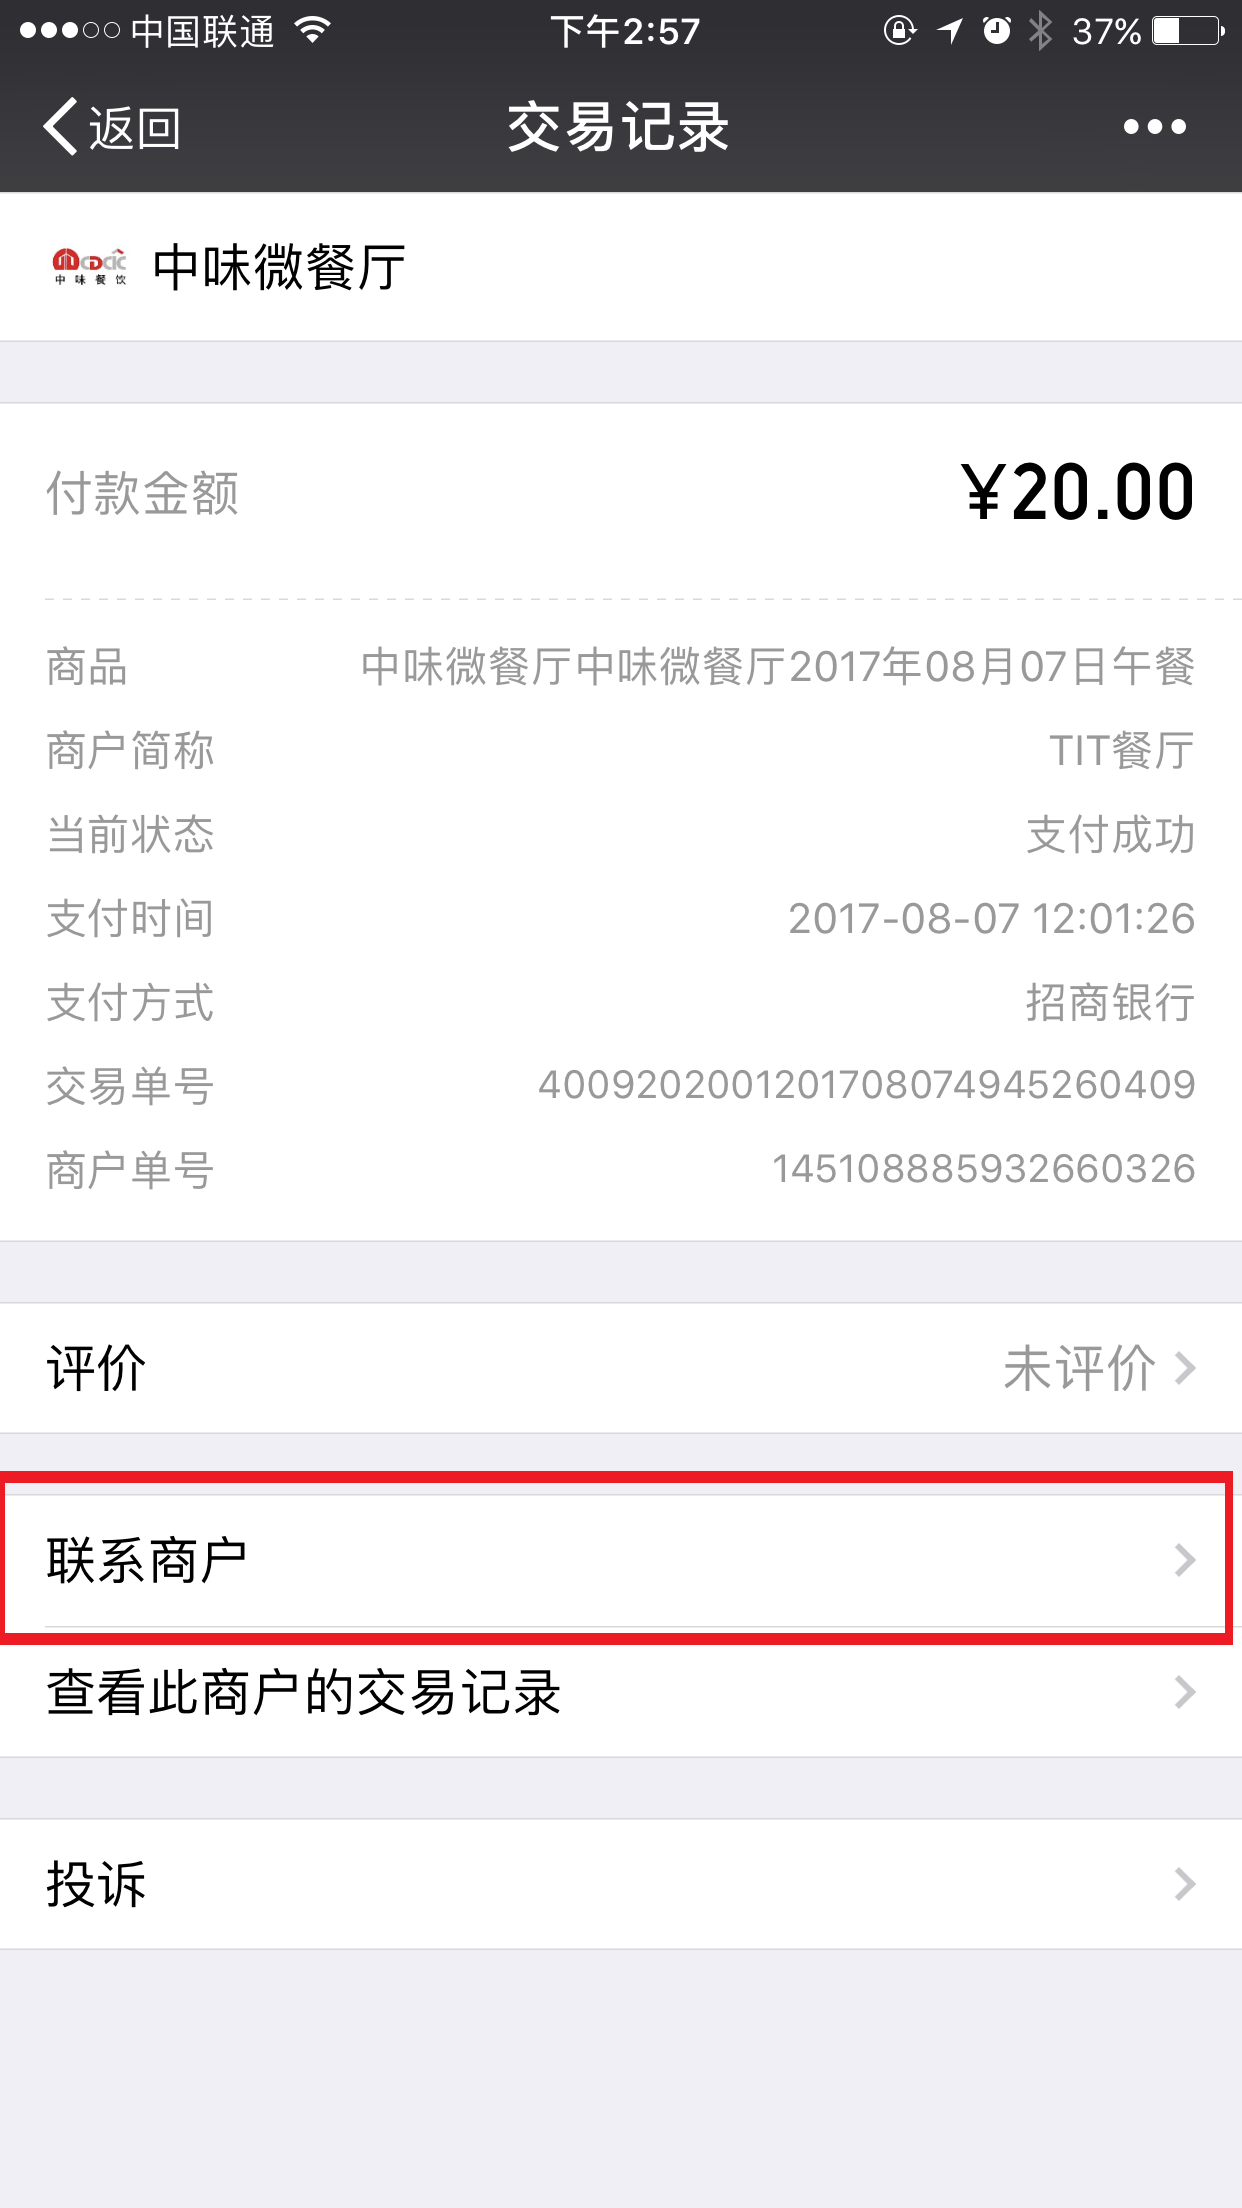 中国联通 下午2:57 37%
返回 交易记录
CDCIC
中味餐饮
中味微餐厅
付款金额 ¥20.00
商品 中味微餐厅中味微餐厅2017年08月07日午餐
商户简称 TIT餐厅
当前状态 支付成功
支付时间 2017-08-07 12:01:26
支付方式 招商银行
交易单号 4009202001201708074945260409
商户单号 145108885932660326
评价 未评价
联系商户
查看此商户的交易记录
投诉